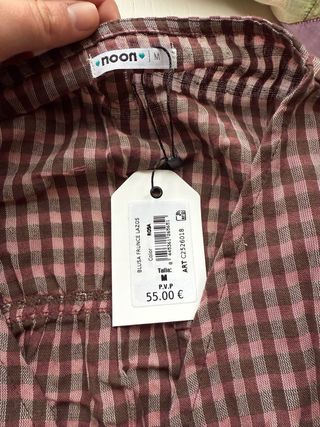 noon
M
BLUSA FRUNCE LAZOS
Color:
ROSA
Talla:
M
ART C2526018
P.V.P
55.00 €